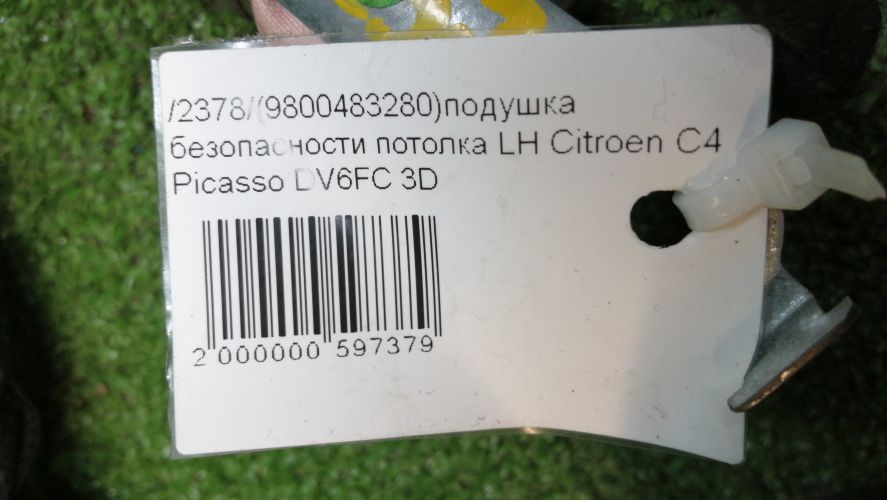 /2378/(9800483280)подушка
безопасности потолка LH Citroen C4
Picasso DV6FC 3D
2 000000 597379